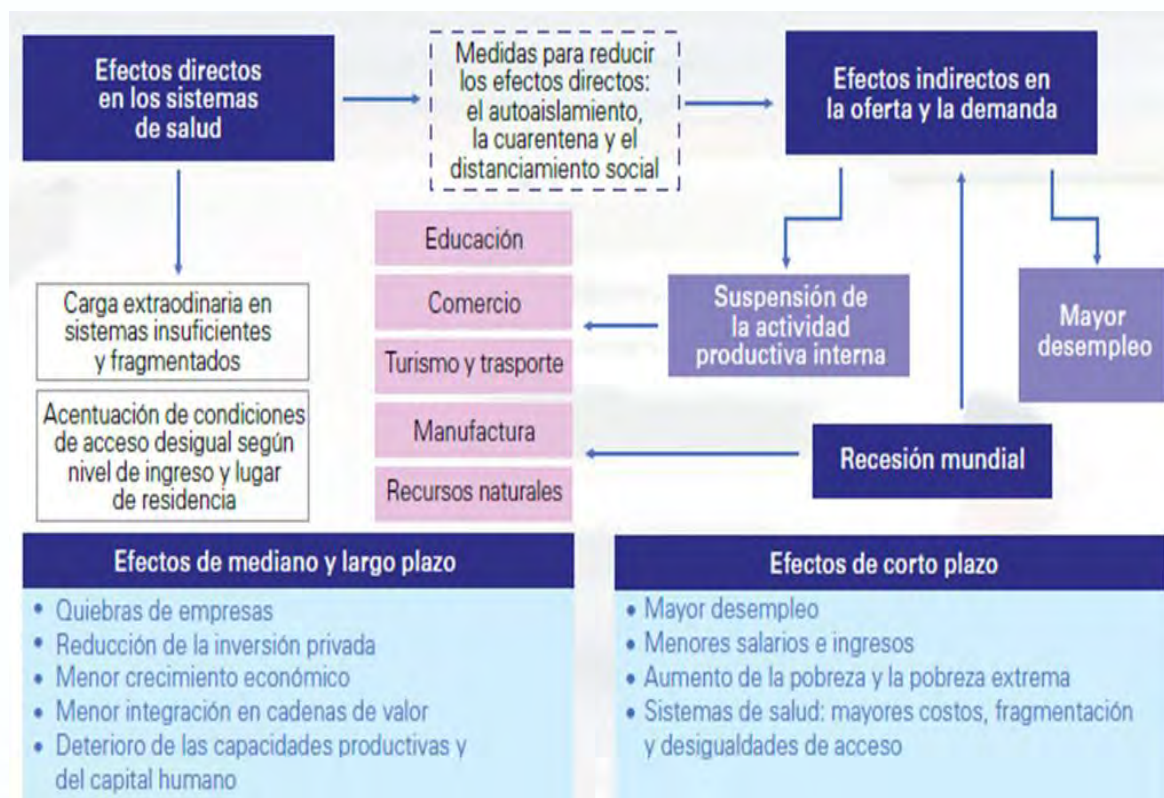 Efectos directos
en los sistemas
de salud
Medidas para reducir
los efectos directos:
el autoaislamiento,
la cuarentena y el
distanciamiento social
Efectos indirectos en
la oferta y la demanda
Carga extraodinaria en
sistemas insuficientes
y fragmentados
Acentuación de condiciones
de acceso desigual según
nivel de ingreso y lugar
de residencia
Educación
Comercio
Turismo y trasporte
Manufactura
Recursos naturales
Suspensión de
la actividad
productiva interna
Mayor
desempleo
Recesión mundial
Efectos de mediano y largo plazo
• Quiebras de empresas
• Reducción de la inversión privada
• Menor crecimiento económico
• Menor integración en cadenas de valor
• Deterioro de las capacidades productivas y
del capital humano
Efectos de corto plazo
• Mayor desempleo
• Menores salarios e ingresos
• Aumento de la pobreza y la pobreza extrema
• Sistemas de salud: mayores costos, fragmentación
y desigualdades de acceso